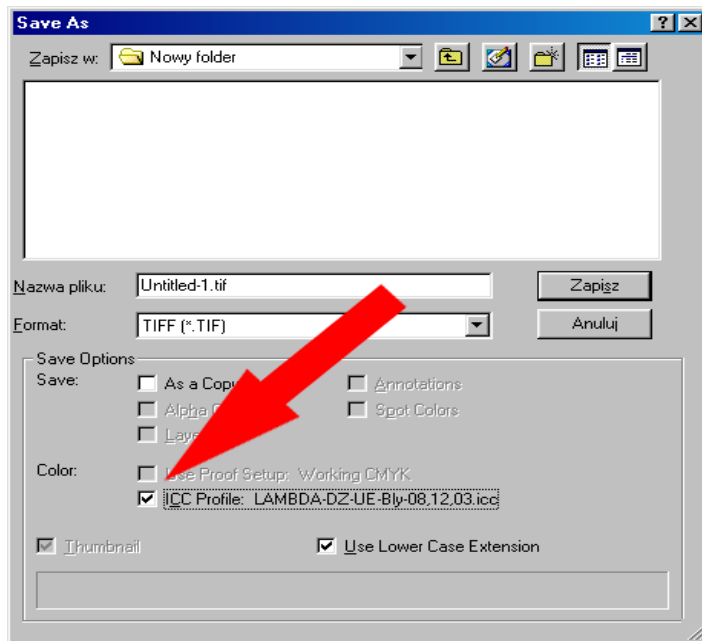 Save As
Zapisz w: Nowy folder
Nazwa pliku: Untitled-1.tif Zapisz
Format: TIFF (*.TIF) Anuluj
Save Options
Save: As a Copy Annotations
Alpha Spot Colors
Color: Use Proof Setup: Working CMYK
ICC Profile: LAMBDA-DZ-UE-Bly-08,12,03.icc
Thumbnail Use Lower Case Extension